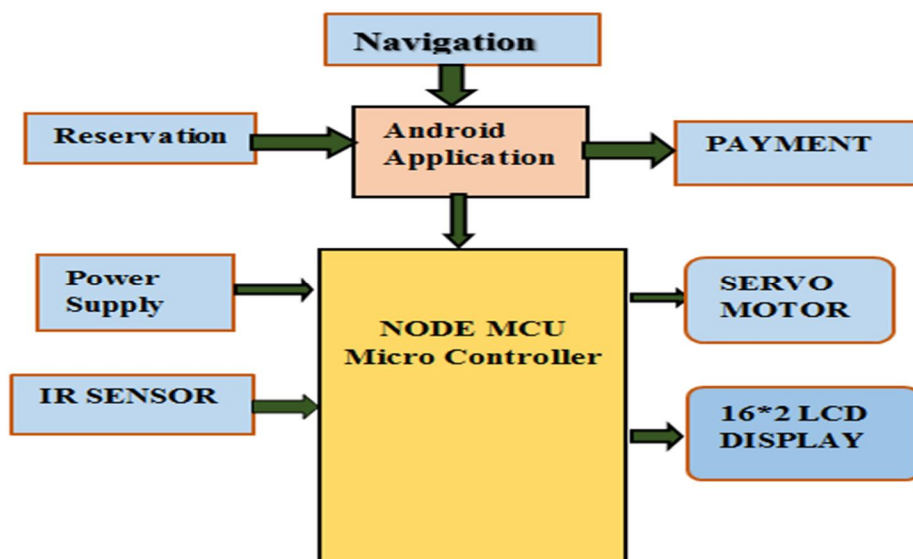 Navigation
Reservation
Android
Application
PAYMENT
Power
Supply
NODE MCU
Micro Controller
SERVO
MOTOR
IR SENSOR
16*2 LCD
DISPLAY